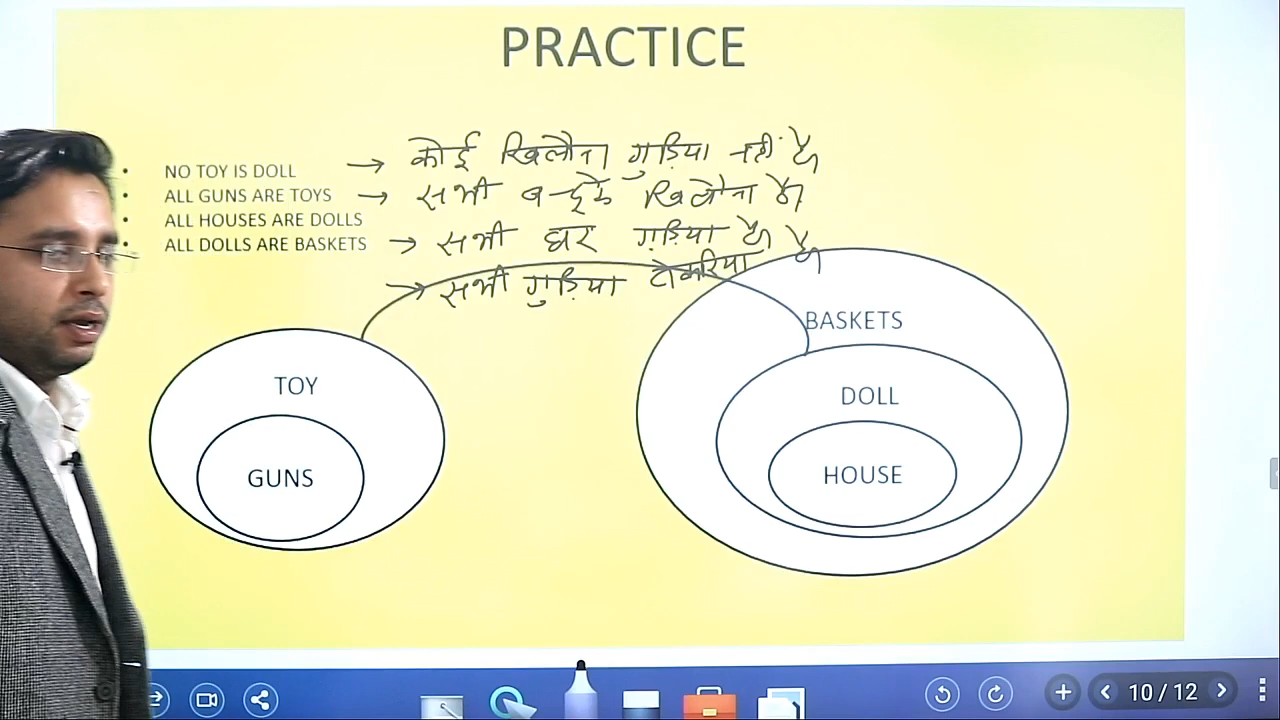 PRACTICE
NO TOY IS DOLL → कोई खिलौना गुड़िया नहीं है
ALL GUNS ARE TOYS → सभी बन्दूकें खिलौना है
ALL HOUSES ARE DOLLS
ALL DOLLS ARE BASKETS → सभी घर गुड़िया है है
→ सभी गुड़िया टोकरिया
BASKETS
TOY
DOLL
GUNS
HOUSE
10 / 12